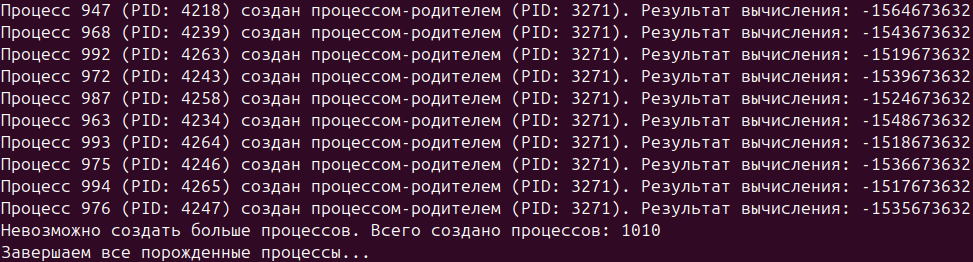 Процесс 947 (PID: 4218) создан процессом-родителем (PID: 3271). Результат вычисления: -1564673632
Процесс 968 (PID: 4239) создан процессом-родителем (PID: 3271). Результат вычисления: -1543673632
Процесс 992 (PID: 4263) создан процессом-родителем (PID: 3271). Результат вычисления: -1519673632
Процесс 972 (PID: 4243) создан процессом-родителем (PID: 3271). Результат вычисления: -1539673632
Процесс 987 (PID: 4258) создан процессом-родителем (PID: 3271). Результат вычисления: -1524673632
Процесс 963 (PID: 4234) создан процессом-родителем (PID: 3271). Результат вычисления: -1548673632
Процесс 993 (PID: 4264) создан процессом-родителем (PID: 3271). Результат вычисления: -1518673632
Процесс 975 (PID: 4246) создан процессом-родителем (PID: 3271). Результат вычисления: -1536673632
Процесс 994 (PID: 4265) создан процессом-родителем (PID: 3271). Результат вычисления: -1517673632
Процесс 976 (PID: 4247) создан процессом-родителем (PID: 3271). Результат вычисления: -1535673632
Невозможно создать больше процессов. Всего создано процессов: 1010
Завершаем все порожденные процессы...